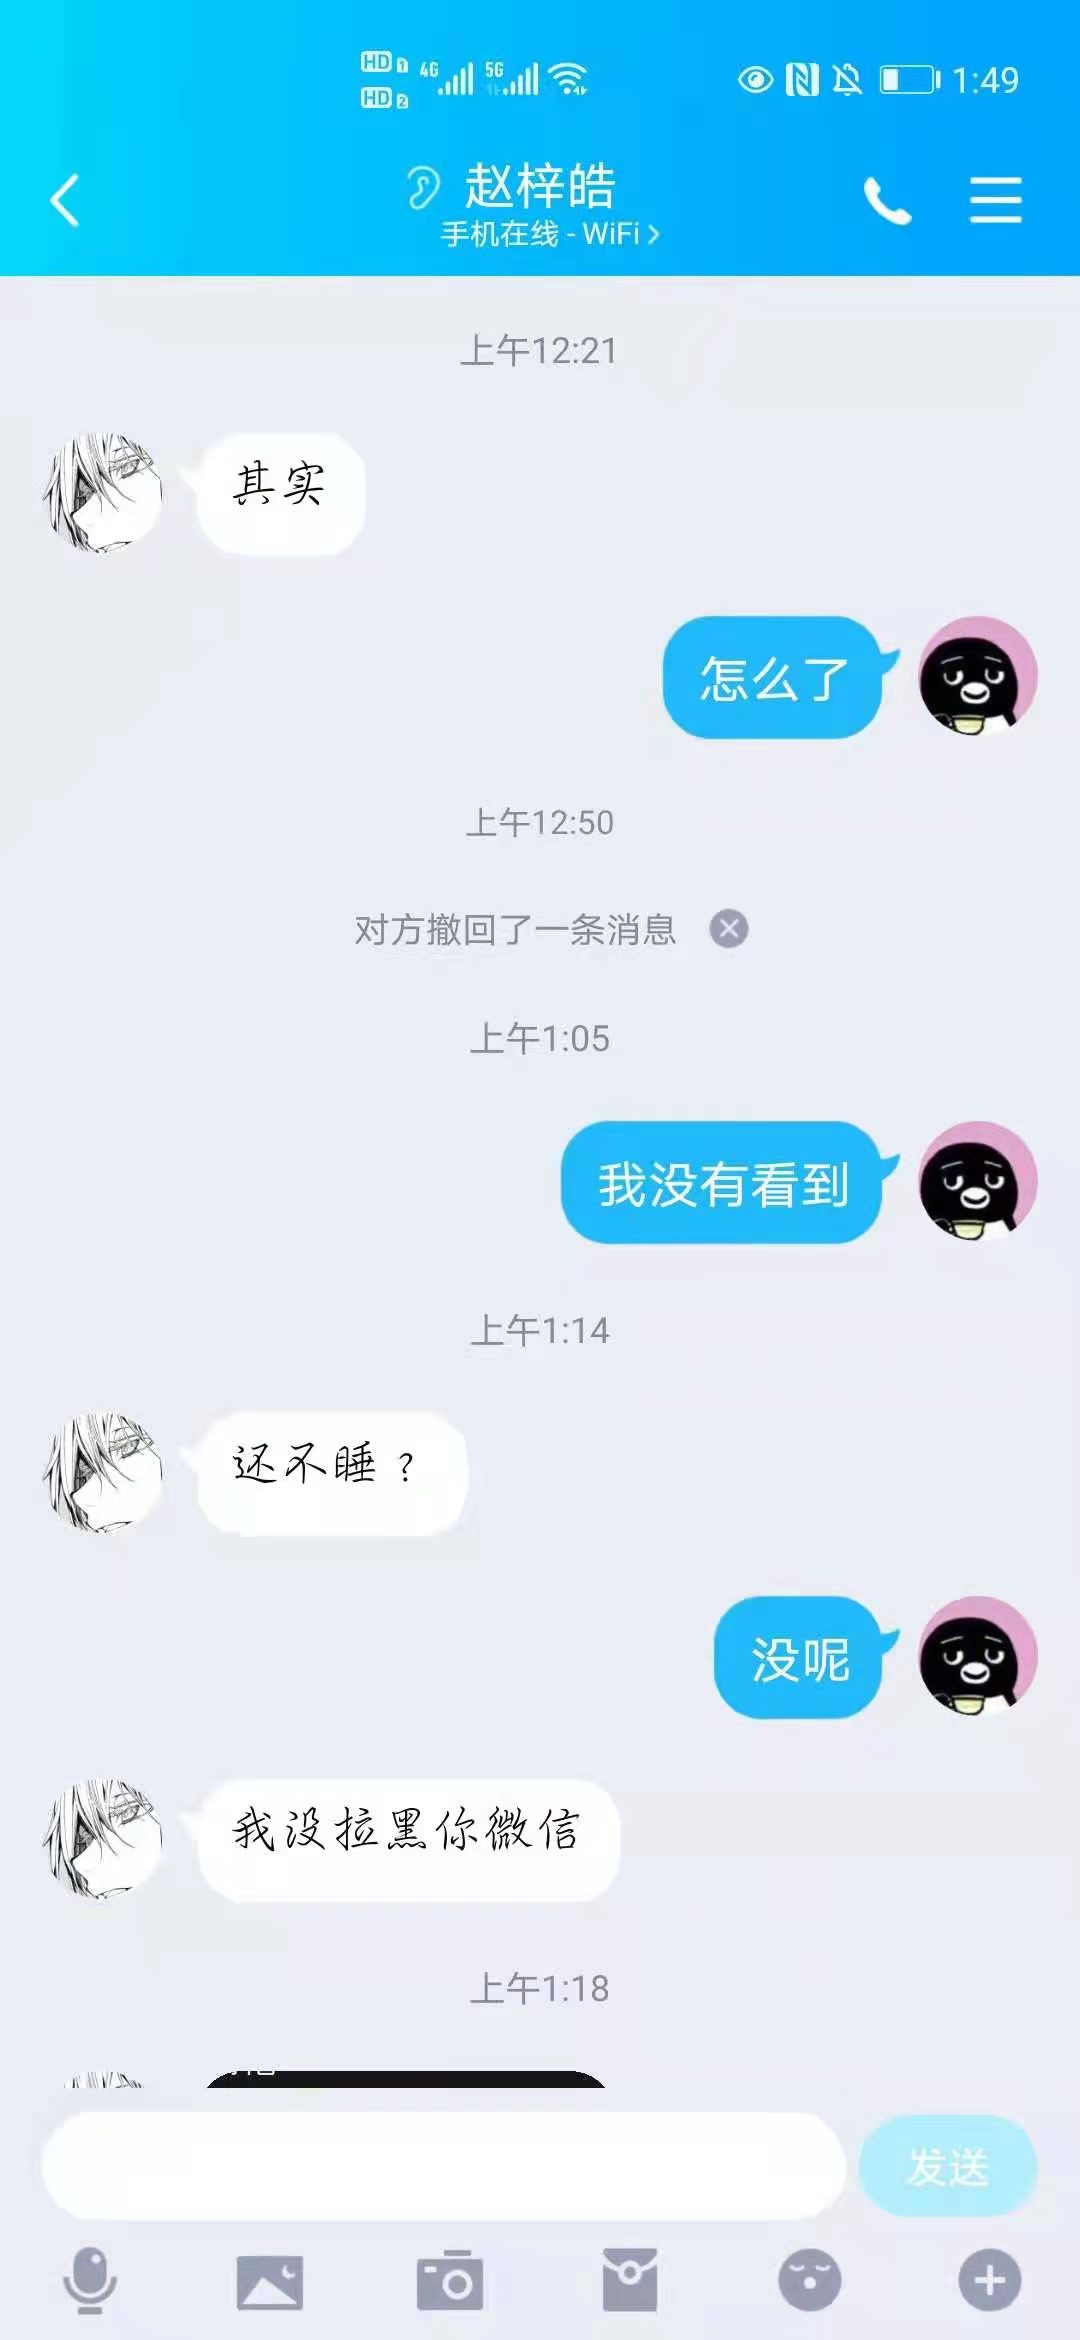 HD 1 4G 5G 1:49
HD 2
赵梓皓
手机在线 - WiFi
上午12:21
其实
怎么了
上午12:50
对方撤回了一条消息
上午1:05
我没有看到
上午1:14
还不睡？
没呢
我没拉黑你微信
上午1:18
发送